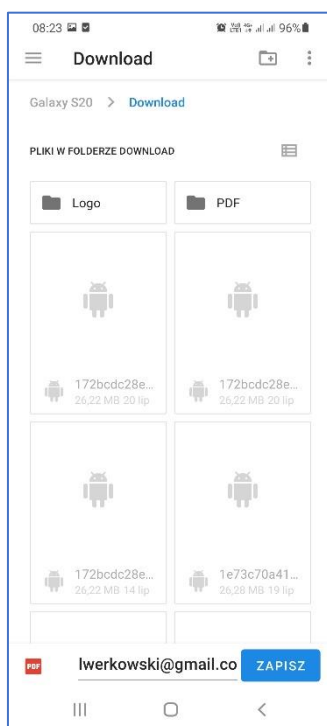 08:23 96%
Download
Galaxy S20 > Download
PLIKI W FOLDERZE DOWNLOAD
Logo PDF
172bcdc28e... 172bcdc28e...
26,22 MB 20 lip 26,22 MB 20 lip
172bcdc28e... 1e73c70a41...
26,22 MB 14 lip 26,28 MB 19 lip
PDF lwerkowski@gmail.co ZAPISZ